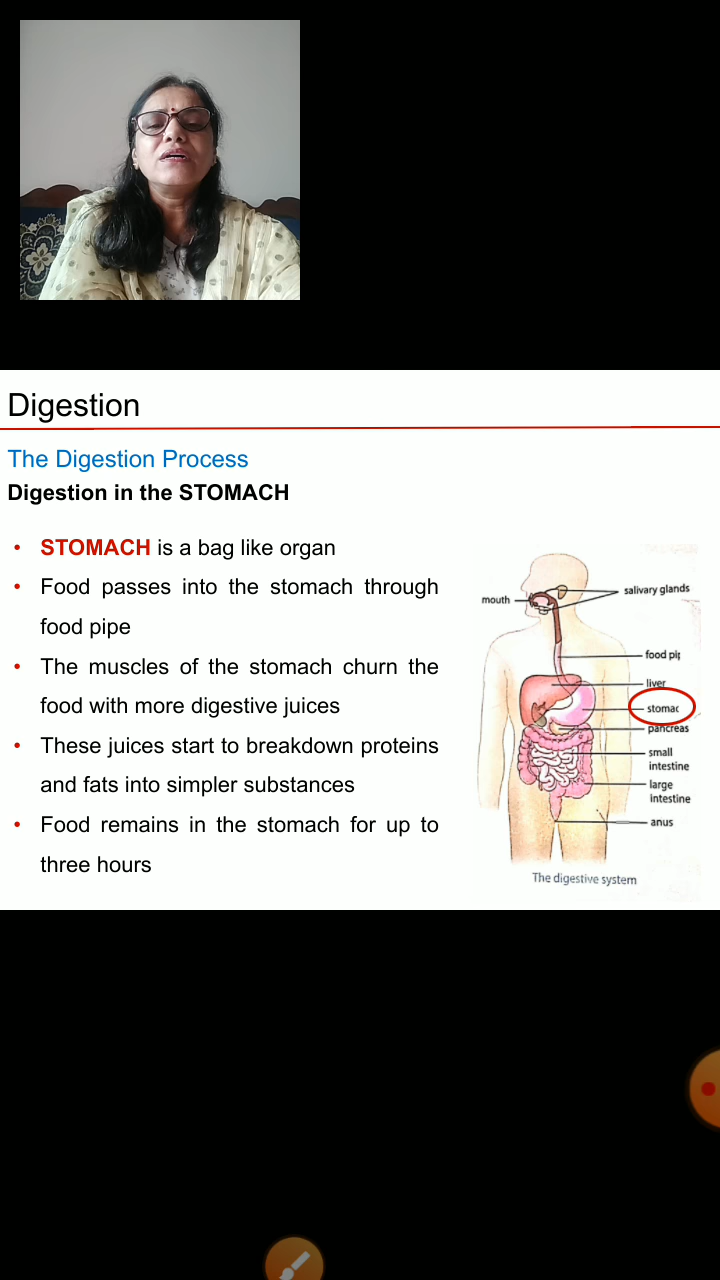 Digestion
The Digestion Process
Digestion in the STOMACH
• STOMACH is a bag like organ
• Food passes into the stomach through
food pipe
• The muscles of the stomach churn the
food with more digestive juices
• These juices start to breakdown proteins
and fats into simpler substances
• Food remains in the stomach for up to
three hours
mouth
salivary glands
food pip
liver
stomac
pancreas
small
intestine
large
intestine
anus
The digestive system